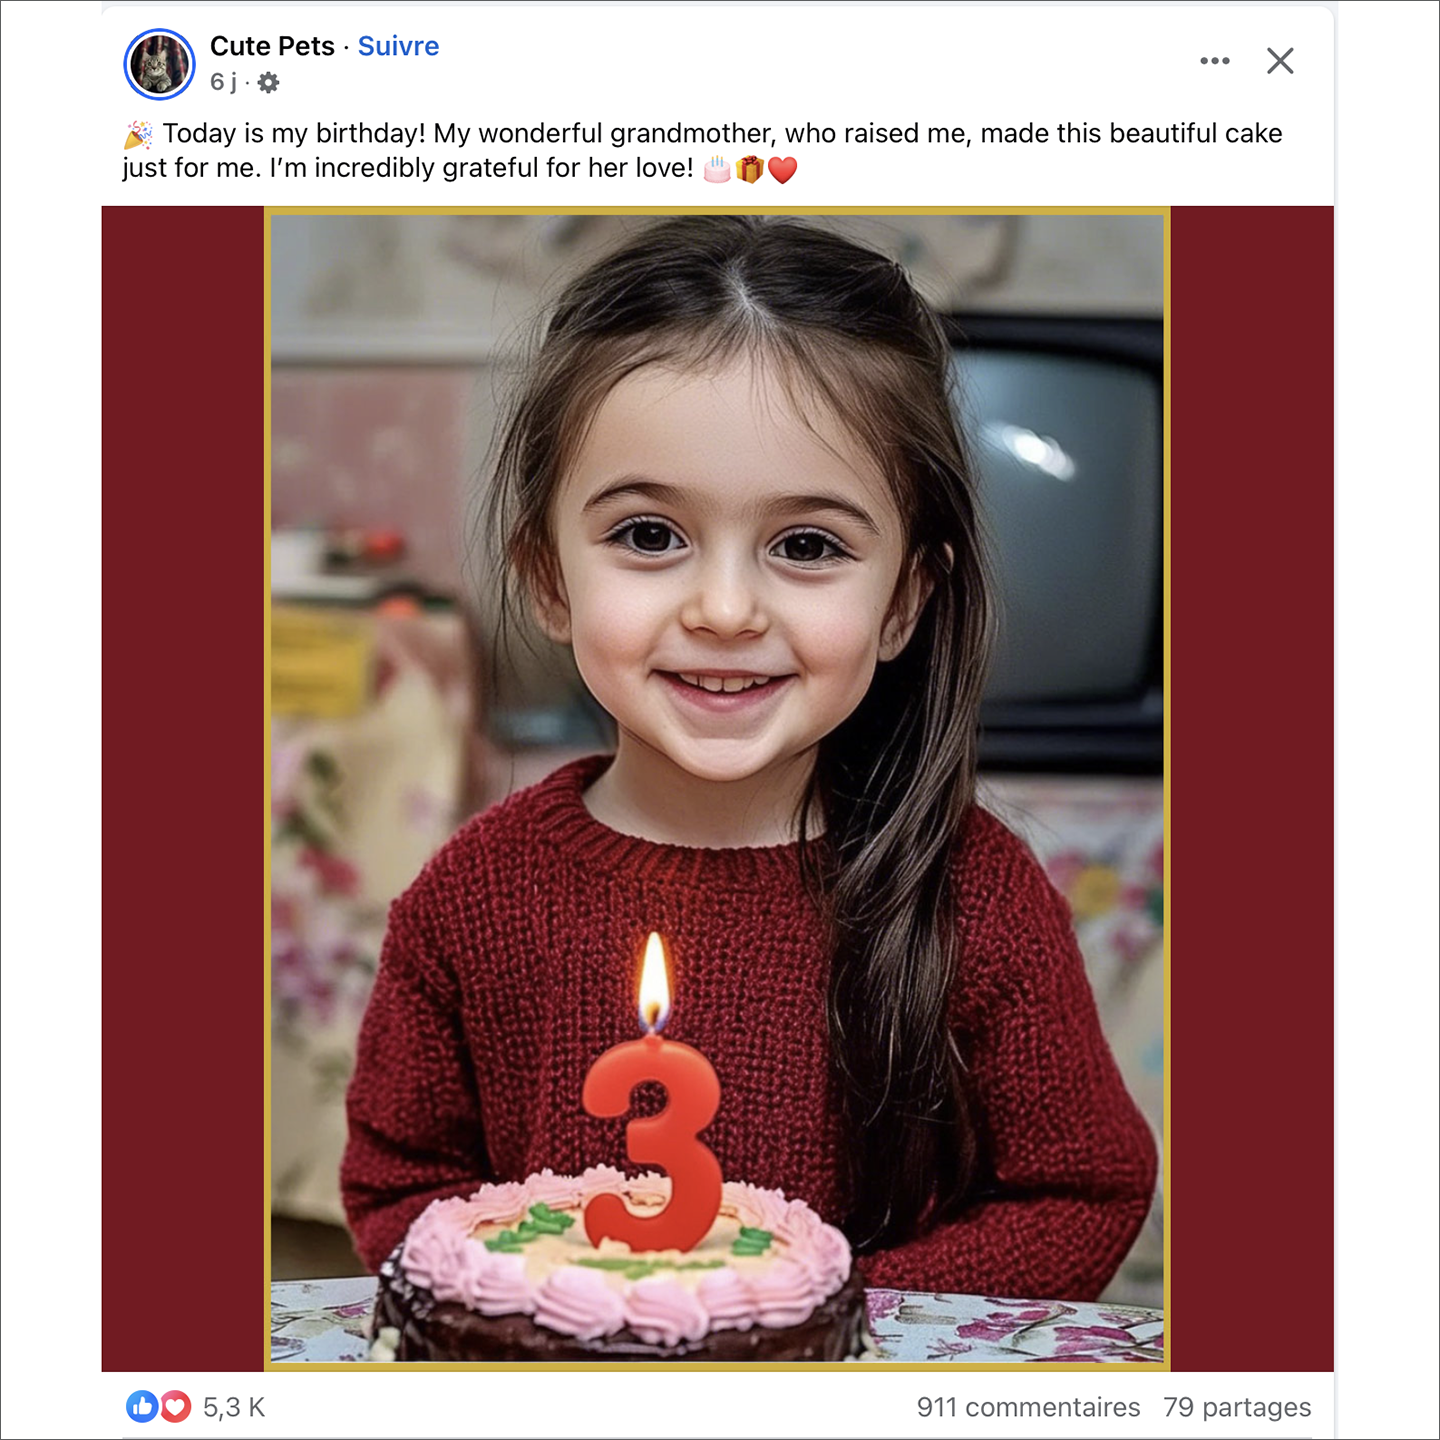 Cute Pets · Suivre
6 j ·
🎉 Today is my birthday! My wonderful grandmother, who raised me, made this beautiful cake
just for me. I’m incredibly grateful for her love! 🎂🎁❤️
3
5,3 K 911 commentaires 79 partages